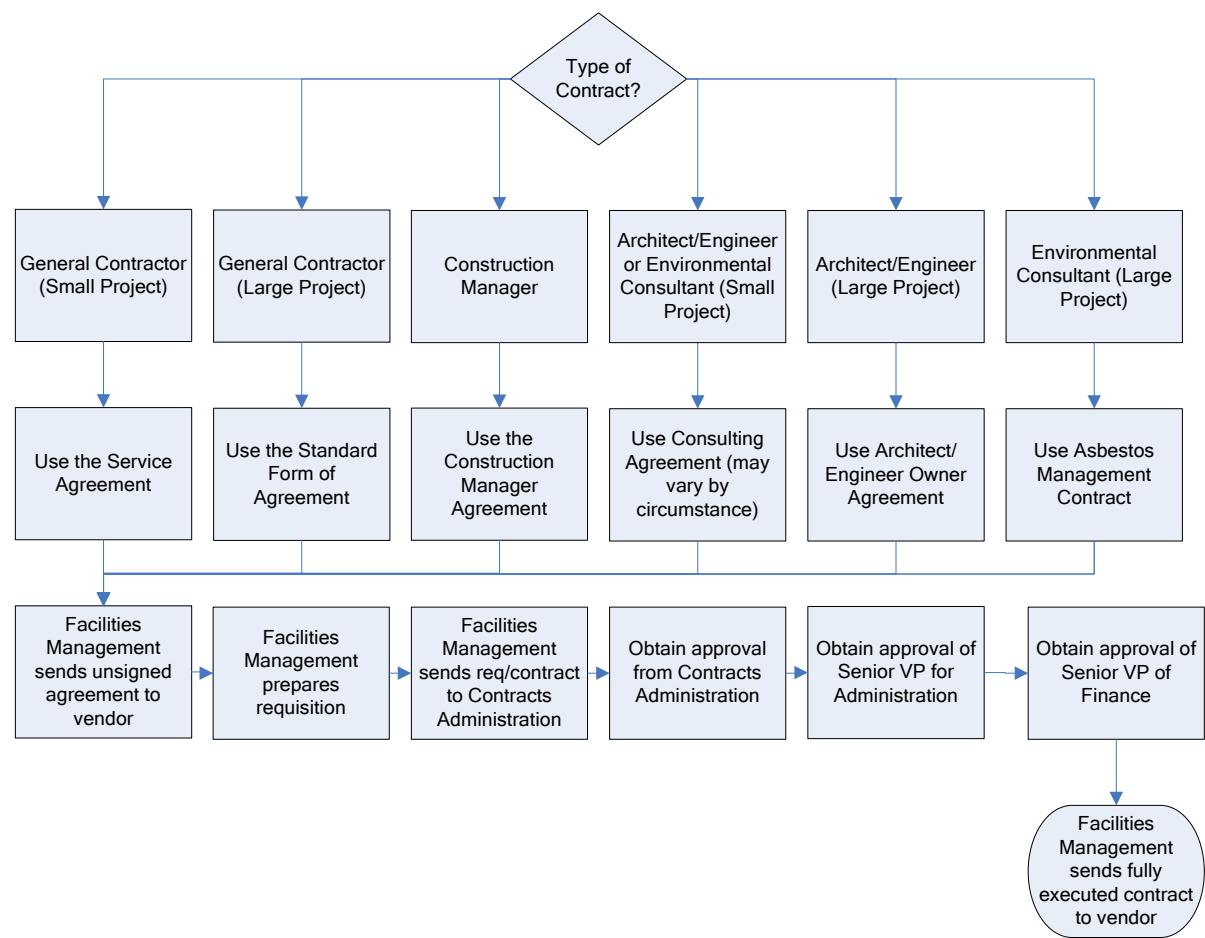 Type of
Contract?
General Contractor
(Small Project)
General Contractor
(Large Project)
Construction
Manager
Architect/Engineer
or Environmental
Consultant (Small
Project)
Architect/Engineer
(Large Project)
Environmental
Consultant (Large
Project)
Use the Service
Agreement
Use the Standard
Form of
Agreement
Use the
Construction
Manager
Agreement
Use Consulting
Agreement (may
vary by
circumstance)
Use Architect/
Engineer Owner
Agreement
Use Asbestos
Management
Contract
Facilities
Management
sends unsigned
agreement to
vendor
Facilities
Management
prepares
requisition
Facilities
Management
sends req/contract
to Contracts
Administration
Obtain approval
from Contracts
Administration
Obtain approval of
Senior VP for
Administration
Obtain approval of
Senior VP of
Finance
Facilities
Management
sends fully
executed contract
to vendor